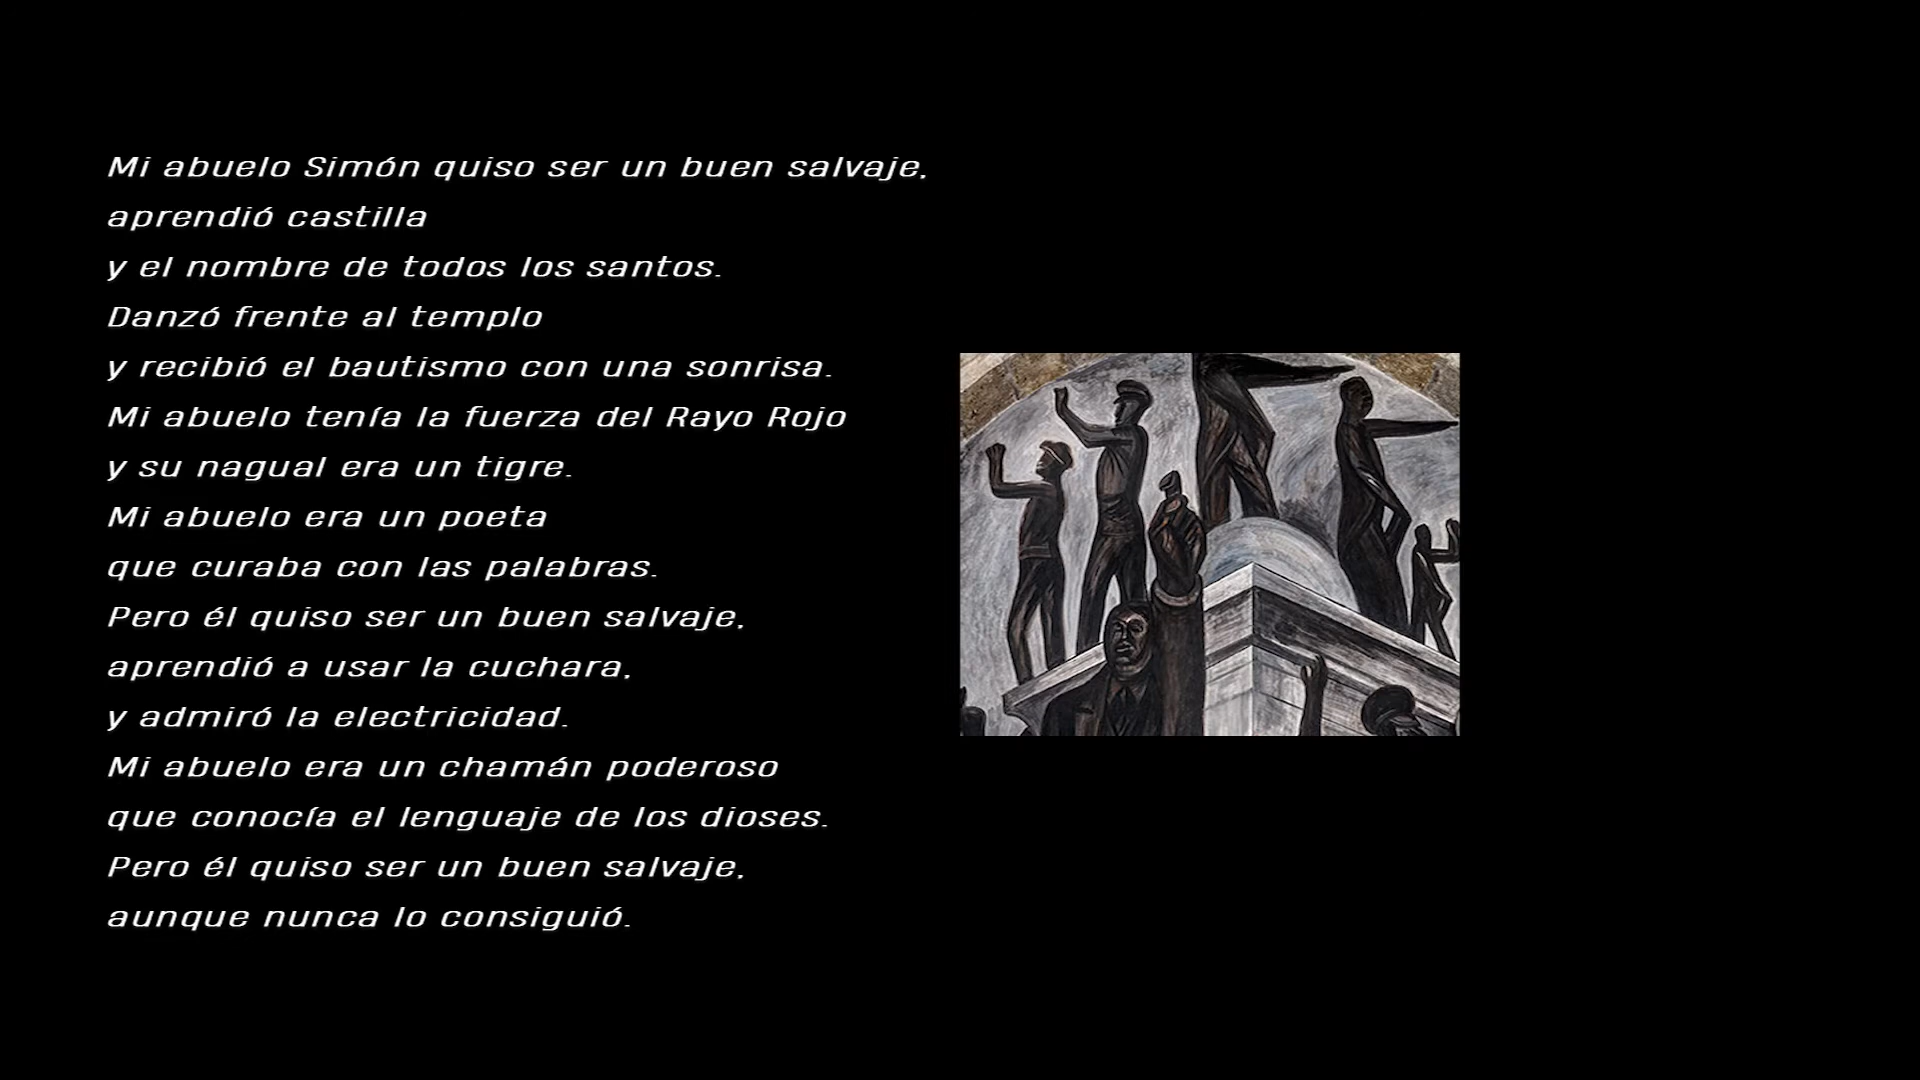 Mi abuelo Simón quiso ser un buen salvaje,
aprendió castilla
y el nombre de todos los santos.
Danzó frente al templo
y recibió el bautismo con una sonrisa.
Mi abuelo tenía la fuerza del Rayo Rojo
y su nagual era un tigre.
Mi abuelo era un poeta
que curaba con las palabras.
Pero él quiso ser un buen salvaje,
aprendió a usar la cuchara,
y admiró la electricidad.
Mi abuelo era un chamán poderoso
que conocía el lenguaje de los dioses.
Pero él quiso ser un buen salvaje,
aunque nunca lo consiguió.